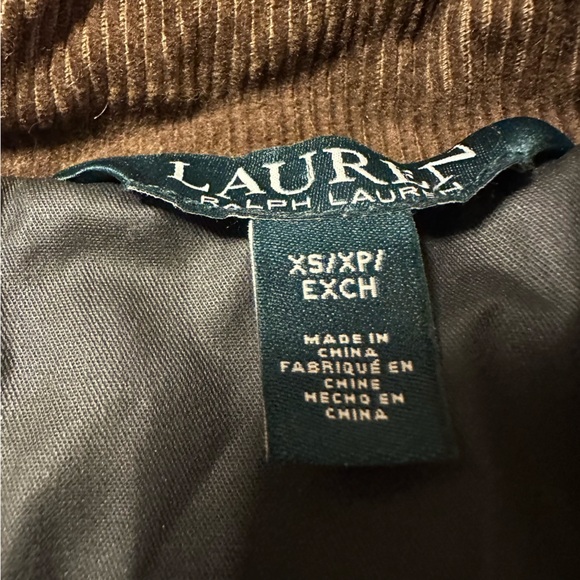 LAUREN
RALPH LAUREN
XS/XP/
EXCH
MADE IN
CHINA
FABRIQUÉ EN
CHINE
HECHO EN
CHINA